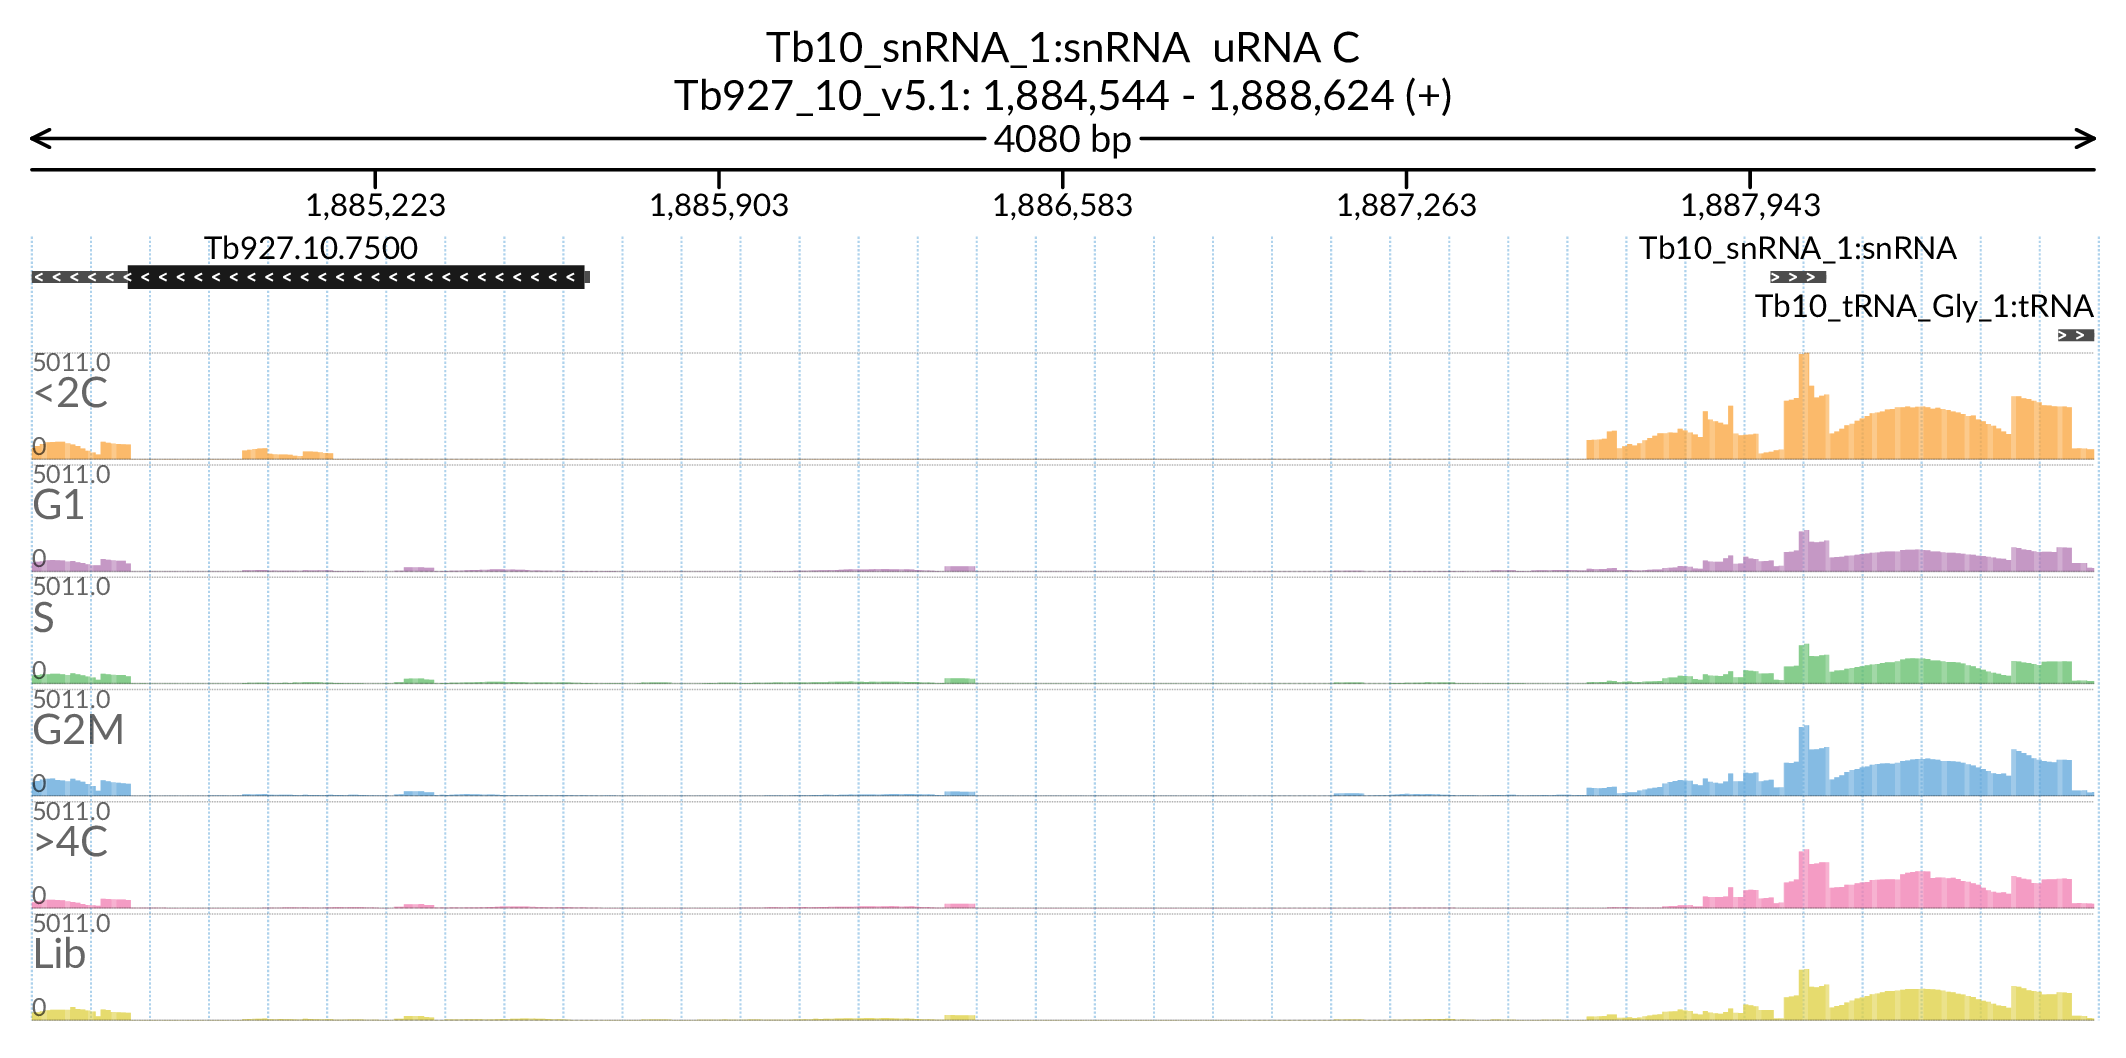 Tb10_snRNA_1:snRNA  uRNA C
Tb927_10_v5.1: 1,884,544 - 1,888,624 (+)
4080 bp
1,885,223 1,885,903 1,886,583 1,887,263 1,887,943
Tb927.10.7500 Tb10_snRNA_1:snRNA
Tb10_tRNA_Gly_1:tRNA
5011.0
<2C
0
5011.0
G1
0
5011.0
S
0
5011.0
G2M
0
5011.0
>4C
0
5011.0
Lib
0